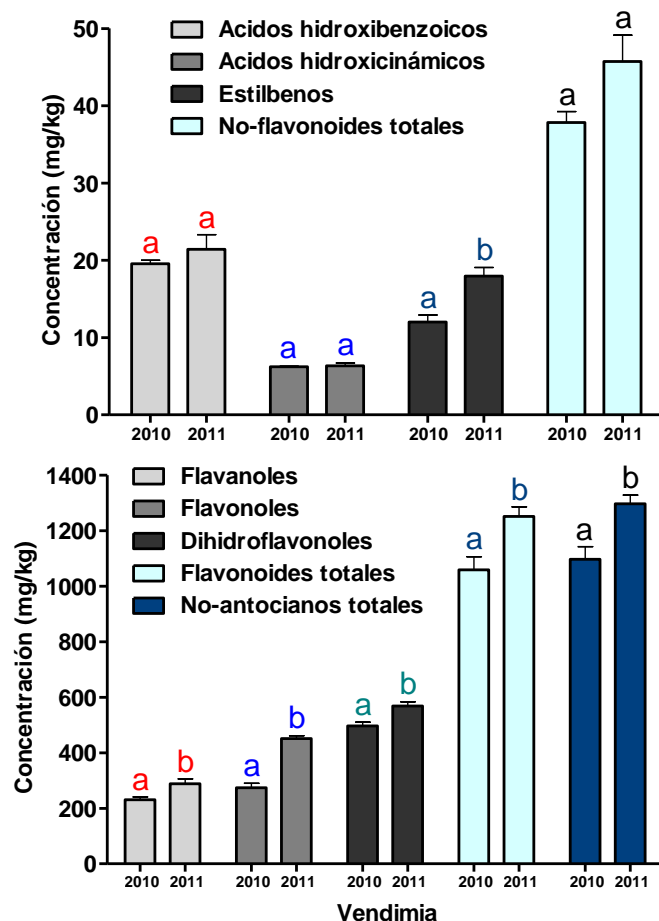 50
40
30
20
10
0
Concentración (mg/kg)
Acidos hidroxibenzoicos
Acidos hidroxicinámicos
Estilbenos
No-flavonoides totales
a a a a a b a a
2010 2011 2010 2011 2010 2011 2010 2011
1400
1200
1000
800
600
400
200
0
Concentración (mg/kg)
Flavanoles
Flavonoles
Dihidroflavonoles
Flavonoides totales
No-antocianos totales
a b a b a b a b a b
2010 2011 2010 2011 2010 2011 2010 2011 2010 2011
Vendimia